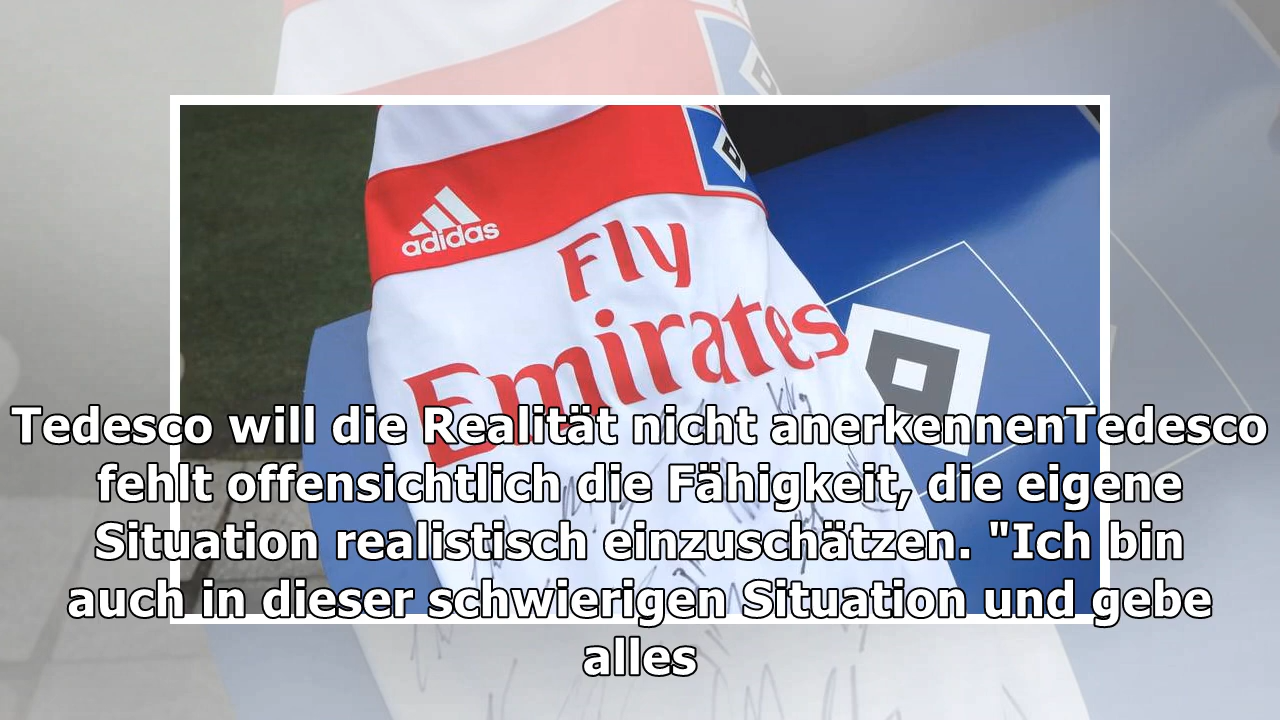 adidas
Fly
Emirates
Tedesco will die Realität nicht anerkennenTedesco
fehlt offensichtlich die Fähigkeit, die eigene
Situation realistisch einzuschätzen. "Ich bin
auch in dieser schwierigen Situation und gebe
alles